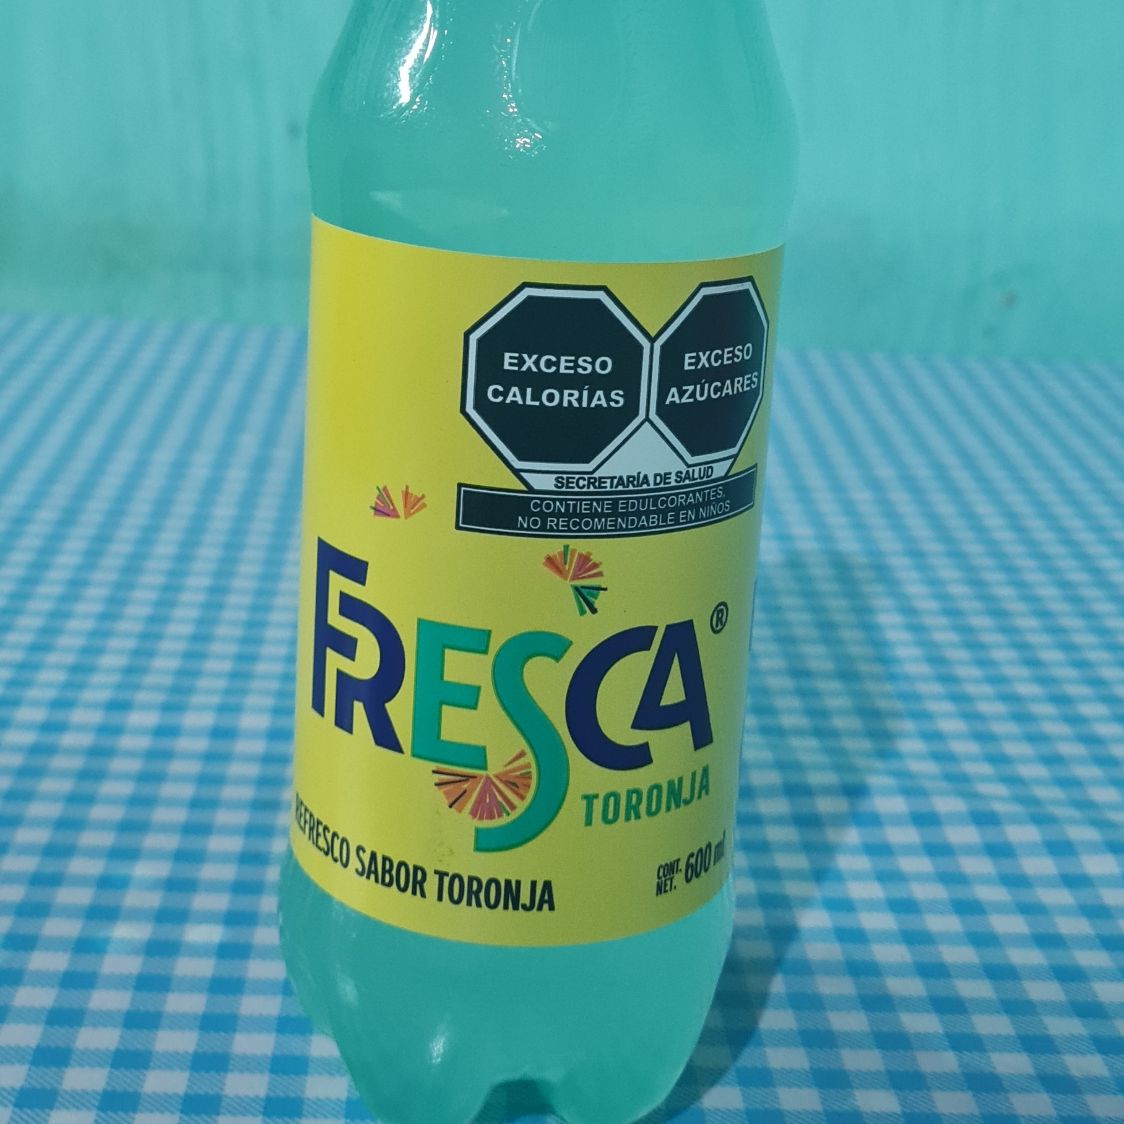 EXCESO
CALORÍAS
EXCESO
AZÚCARES
SECRETARÍA DE SALUD
CONTIENE EDULCORANTES,
NO RECOMENDABLE EN NIÑOS
FRESCA®
TORONJA
REFRESCO SABOR TORONJA
CONT.
NET. 600 ml